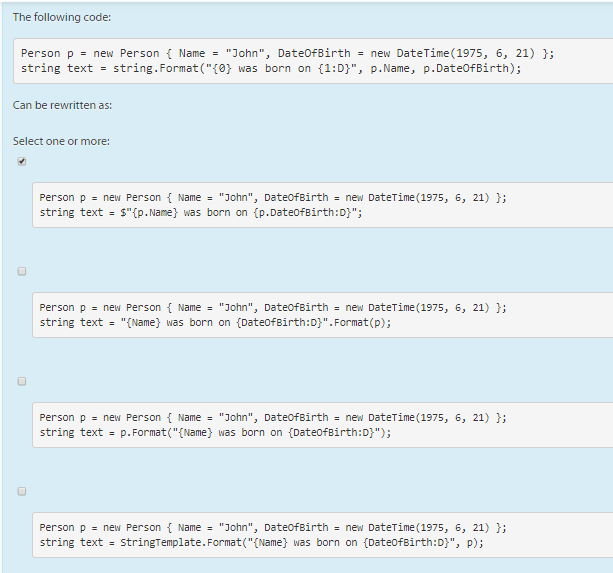 The following code:
Person p = new Person { Name = "John", DateOfBirth = new DateTime(1975, 6, 21) };
string text = string.Format("{0} was born on {1:D}", p.Name, p.DateOfBirth);
Can be rewritten as:
Select one or more:
Person p = new Person { Name = "John", DateOfBirth = new DateTime(1975, 6, 21) };
string text = $"{p.Name} was born on {p.DateOfBirth:D}";
Person p = new Person { Name = "John", DateOfBirth = new DateTime(1975, 6, 21) };
string text = "{Name} was born on {DateOfBirth:D}".Format(p);
Person p = new Person { Name = "John", DateOfBirth = new DateTime(1975, 6, 21) };
string text = p.Format("{Name} was born on {DateOfBirth:D}");
Person p = new Person { Name = "John", DateOfBirth = new DateTime(1975, 6, 21) };
string text = StringTemplate.Format("{Name} was born on {DateOfBirth:D}", p);